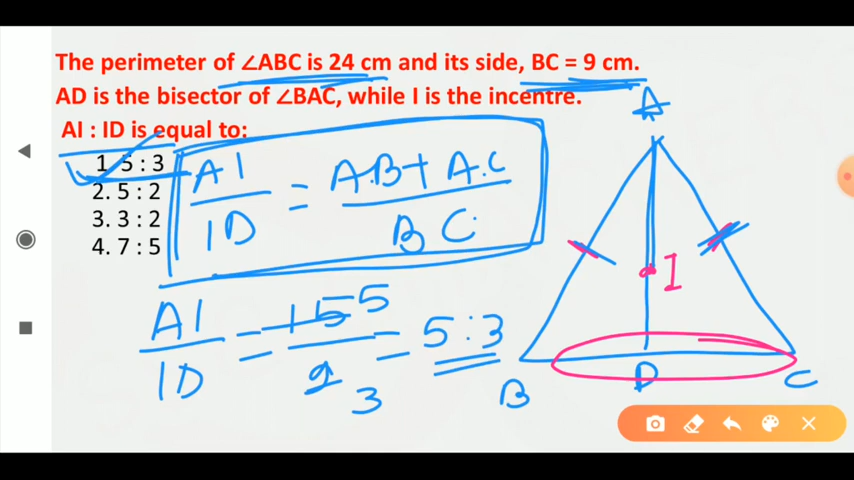 The perimeter of ∠ABC is 24 cm and its side, BC = 9 cm.
AD is the bisector of ∠BAC, while I is the incentre.
AI : ID is equal to:
1. 5 : 3
2. 5 : 2
3. 3 : 2
4. 7 : 5
AI / ID = AB + AC / BC
AI / ID = 15 5 / 9 3 = 5 : 3
A
I
B
D
C